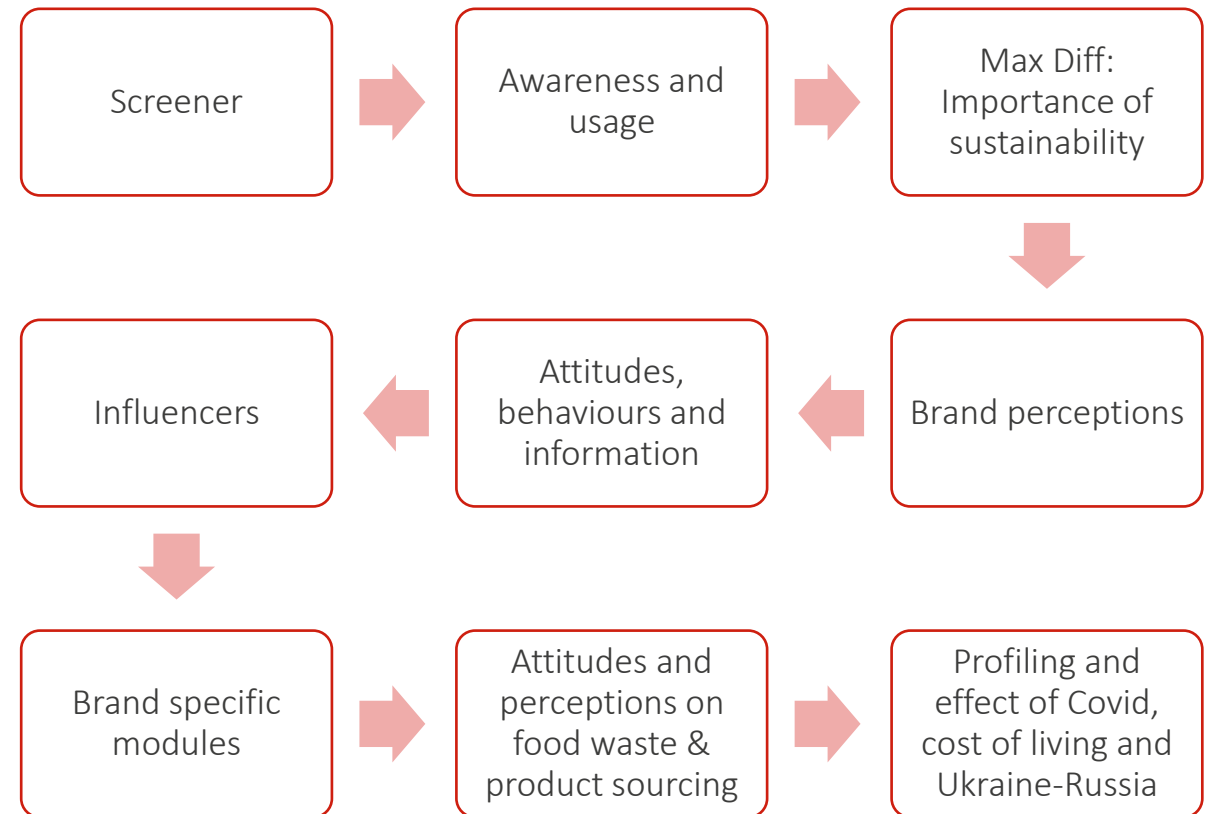 Screener
Awareness and
usage
Max Diff:
Importance of
sustainability
Brand perceptions
Attitudes,
behaviours and
information
Influencers
Brand specific
modules
Attitudes and
perceptions on
food waste &
product sourcing
Profiling and
effect of Covid,
cost of living and
Ukraine-Russia